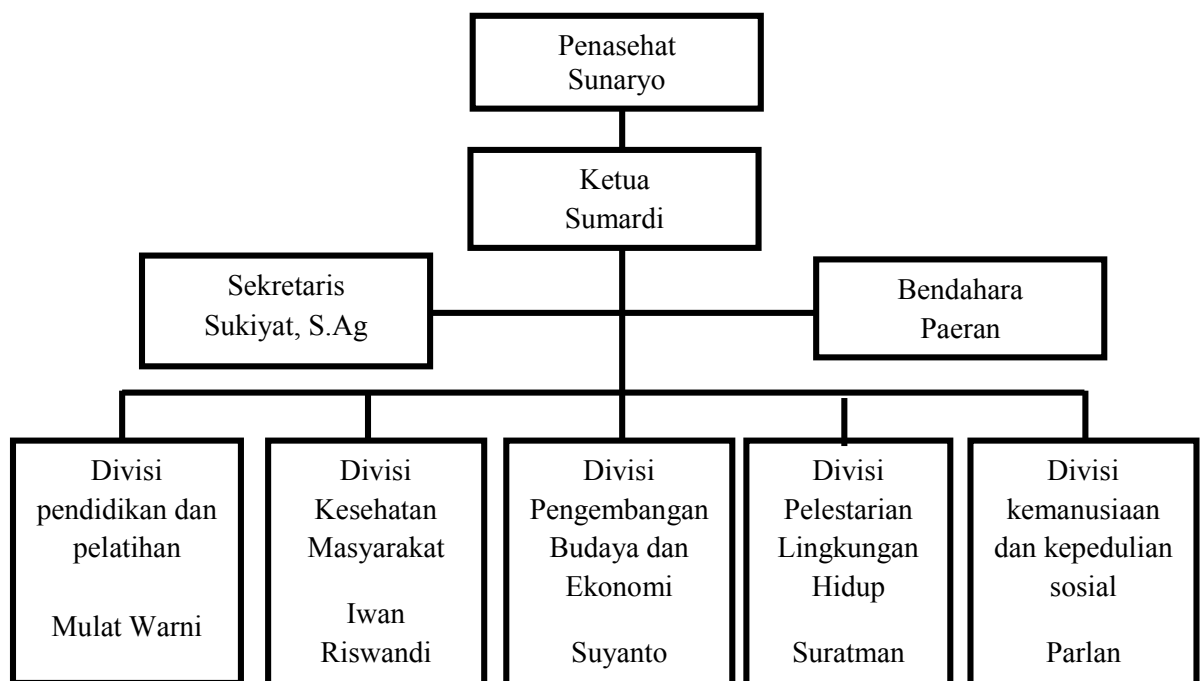 Penasehat
Sunaryo
Ketua
Sumardi
Sekretaris
Sukiyat, S.Ag
Bendahara
Paeran
Divisi
pendidikan dan
pelatihan
Mulat Warni
Divisi
Kesehatan
Masyarakat
Iwan
Riswandi
Divisi
Pengembangan
Budaya dan
Ekonomi
Suyanto
Divisi
Pelestarian
Lingkungan
Hidup
Suratman
Divisi
kemanusiaan
dan kepedulian
sosial
Parlan